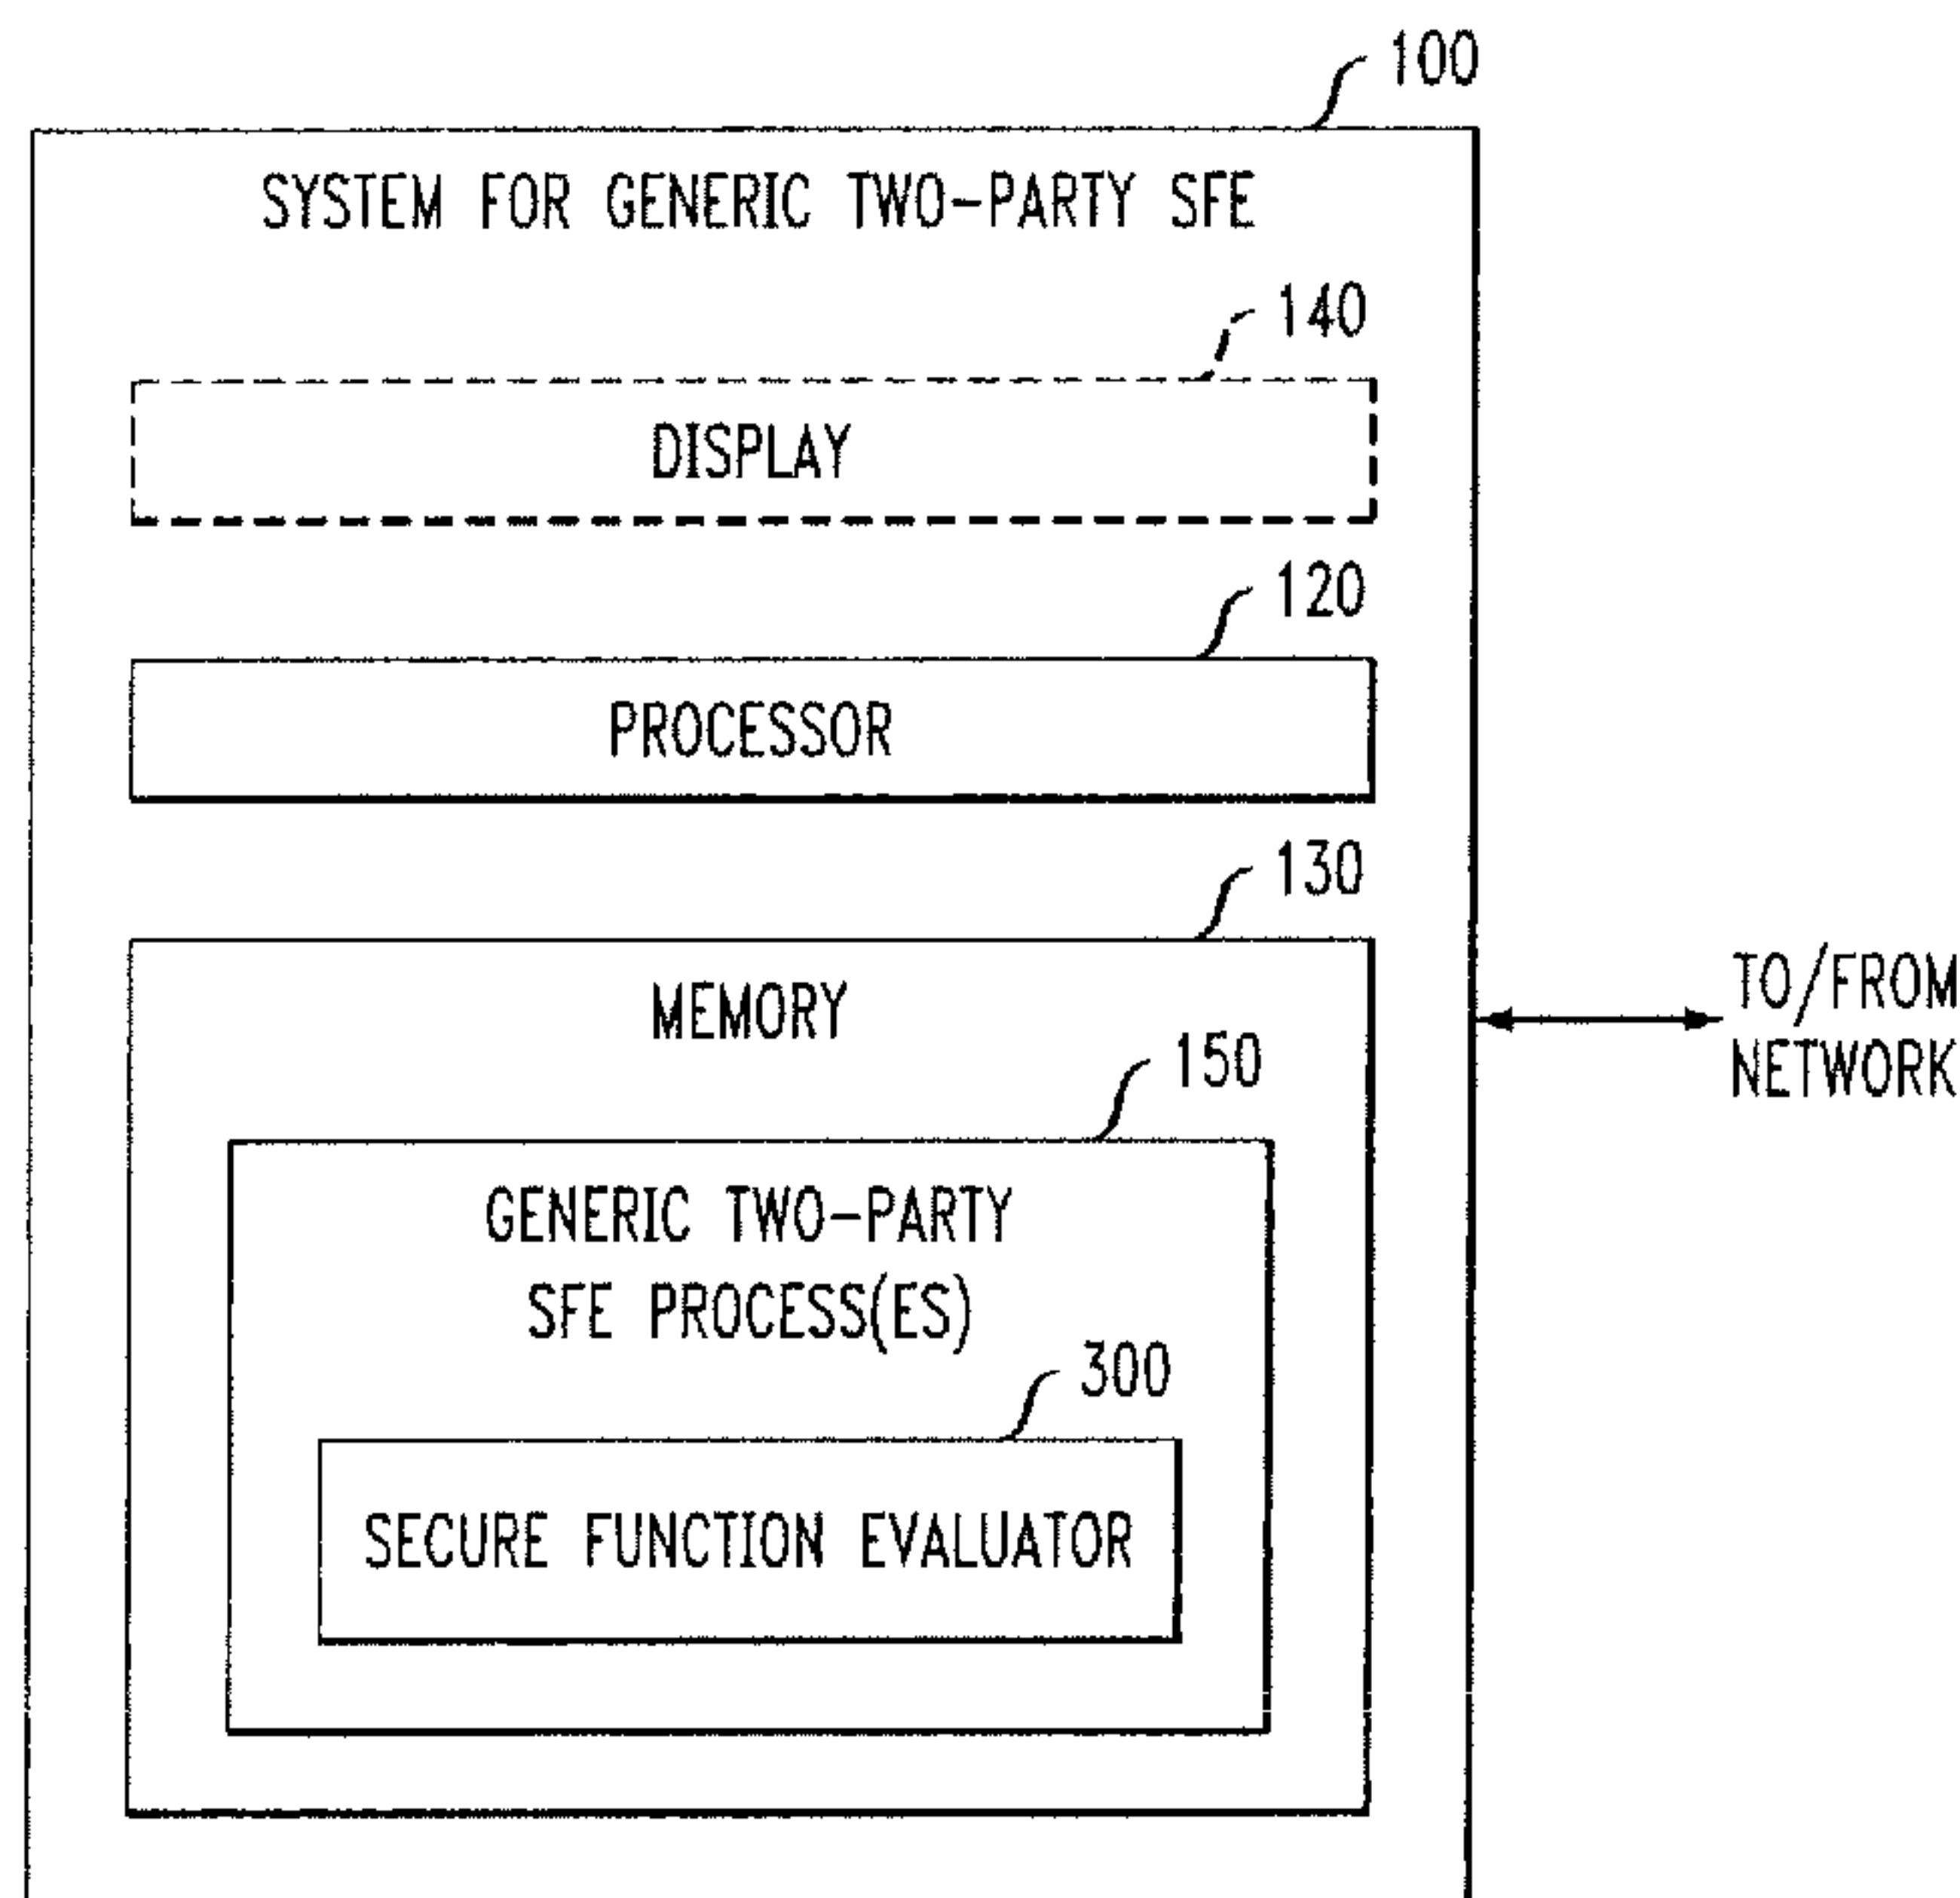 100
SYSTEM FOR GENERIC TWO-PARTY SFE
140
DISPLAY
120
PROCESSOR
130
MEMORY
TO/FROM
NETWORK
150
GENERIC TWO-PARTY
SFE PROCESS(ES)
300
SECURE FUNCTION EVALUATOR